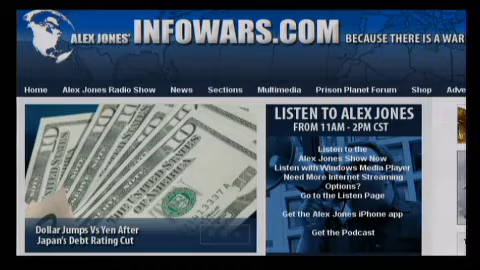 ALEX JONES' INFOWARS.COM BECAUSE THERE IS A WAR
Home Alex Jones Radio Show News Sections Multimedia Prison Planet Forum Shop Adve
LISTEN TO ALEX JONES
FROM 11AM - 2PM CST
Listen to the
Alex Jones Show Now
Listen with Windows Media Player
Need More Internet Streaming
Options?
Go to the Listen Page
Get the Alex Jones iPhone app
Get the Podcast
Dollar Jumps Vs Yen After
Japan's Debt Rating Cut